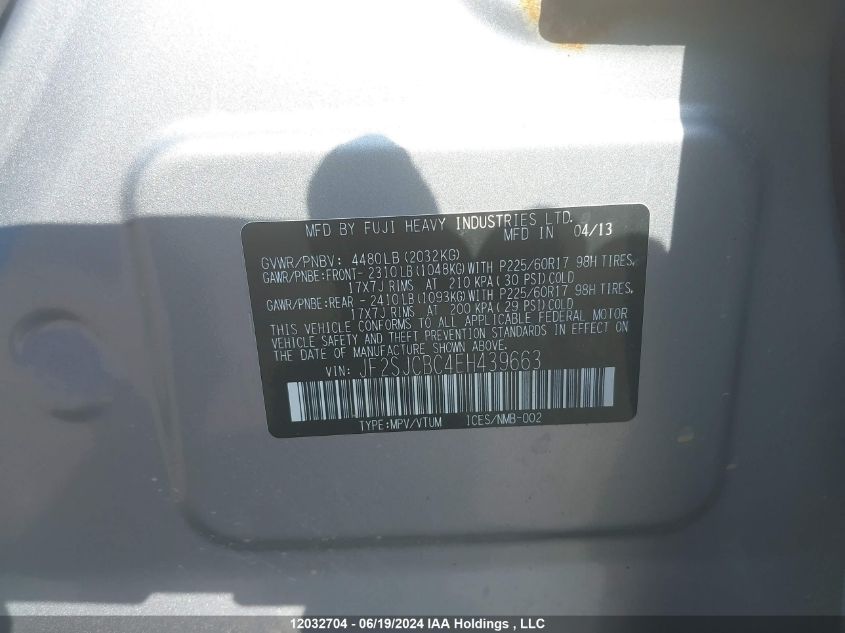 MFD BY FUJI HEAVY INDUSTRIES LTD.
MFD IN 04/13
GVWR/PNBV: 4480LB(2032KG)
GAWR/PNBE:FRONT- 2310LB(1048KG)WITH P225/60R17 98H TIRES,
17X7J RIMS AT 210 KPA( 30 PSI)COLD
GAWR/PNBE:REAR - 2410LB(1093KG)WITH P225/60R17 98H TIRES,
17X7J RIMS AT 200 KPA(29 PSI)COLD
THIS VEHICLE CONFORMS TO ALL APPLICABLE FEDERAL MOTOR
VEHICLE SAFETY AND THEFT PREVENTION STANDARDS IN EFFECT ON
THE DATE OF MANUFACTURE SHOWN ABOVE.
VIN: JF2SJCBC4EH439663
TYPE:MPV/VTUM ICES/NMB-002
12032704 - 06/19/2024 IAA Holdings , LLC